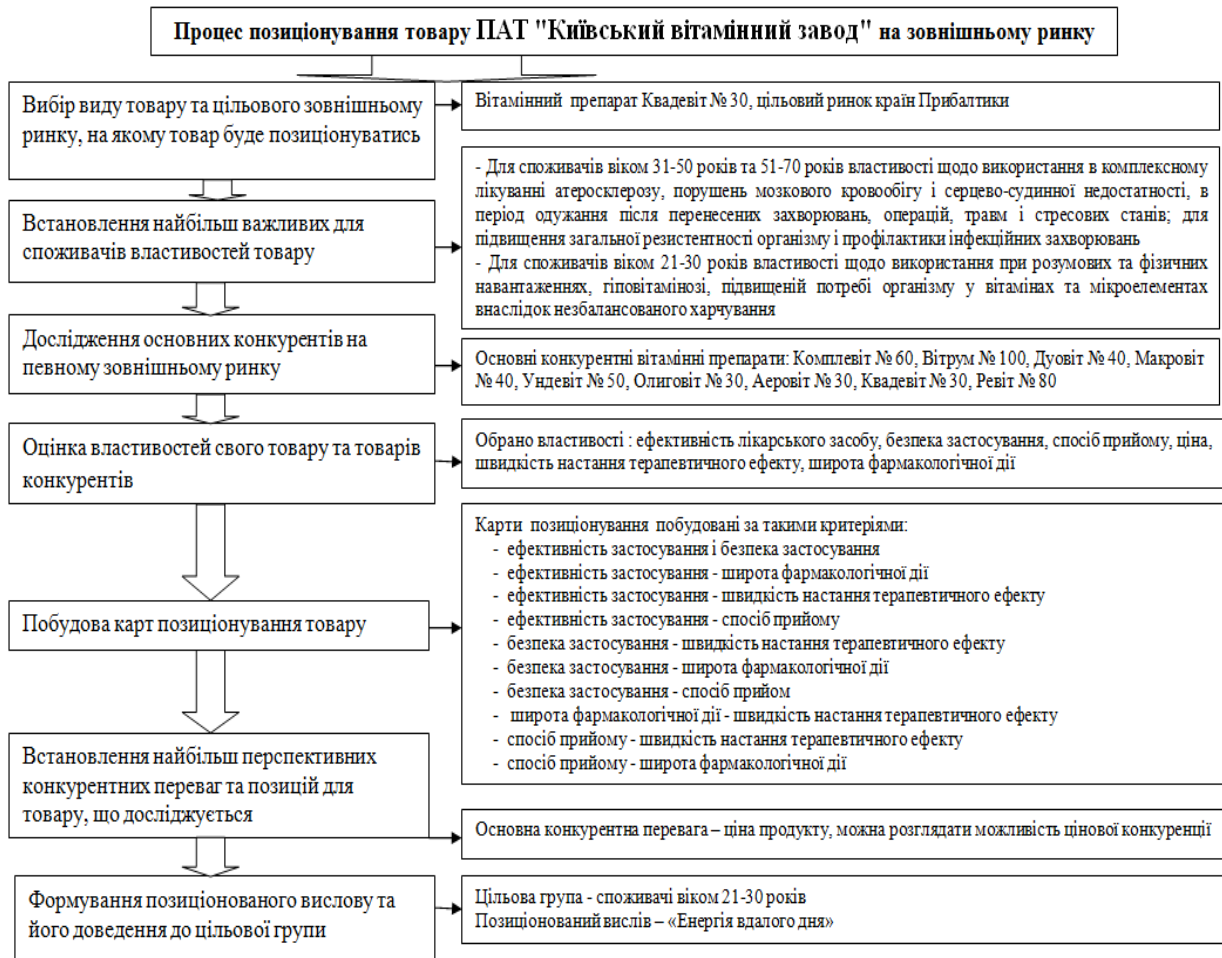 Процес позиціонування товару ПАТ "Київський вітамінний завод" на зовнішньому ринку
Вибір виду товару та цільового зовнішньому
ринку, на якому товар буде позиціонуватись
Вітамінний препарат Квадевіт № 30, цільовий ринок країн Прибалтики
Встановлення найбільш важливих для
споживачів властивостей товару
- Для споживачів віком 31-50 років та 51-70 років властивості щодо використання в комплексному
лікуванні атеросклерозу, порушень мозкового кровообігу і серцево-судинної недостатності, в
період одужання після перенесених захворювань, операцій, травм і стресових станів; для
підвищення загальної резистентності організму і профілактики інфекційних захворювань
- Для споживачів віком 21-30 років властивості щодо використання при розумових та фізичних
навантаженнях, гіповітамінозі, підвищеній потребі організму у вітамінах та мікроелементах
внаслідок незбалансованого харчування
Дослідження основних конкурентів на
певному зовнішньому ринку
Основні конкурентні вітамінні препарати: Комплевіт № 60, Вітрум № 100, Дуовіт № 40, Макровіт
№ 40, Ундевіт № 50, Олиговіт № 30, Аеровіт № 30, Квадевіт № 30, Ревіт № 80
Оцінка властивостей свого товару та товарів
конкурентів
Обрано властивості : ефективність лікарського засобу, безпека застосування, спосіб прийому, ціна,
швидкість настання терапевтичного ефекту, широта фармакологічної дії
Побудова карт позиціонування товару
Карти позиціонування побудовані за такими критеріями:
- ефективність застосування і безпека застосування
- ефективність застосування - широта фармакологічної дії
- ефективність застосування - швидкість настання терапевтичного ефекту
- ефективність застосування - спосіб прийому
- безпека застосування - швидкість настання терапевтичного ефекту
- безпека застосування - широта фармакологічної дії
- безпека застосування - спосіб прийом
- широта фармакологічної дії - швидкість настання терапевтичного ефекту
- спосіб прийому - швидкість настання терапевтичного ефекту
- спосіб прийому - широта фармакологічної дії
Встановлення найбільш перспективних
конкурентних переваг та позицій для
товару, що досліджується
Основна конкурентна перевага – ціна продукту, можна розглядати можливість цінової конкуренції
Формування позиціонованого вислову та
його доведення до цільової групи
Цільова група - споживачі віком 21-30 років
Позиціонований вислів – «Енергія вдалого дня»